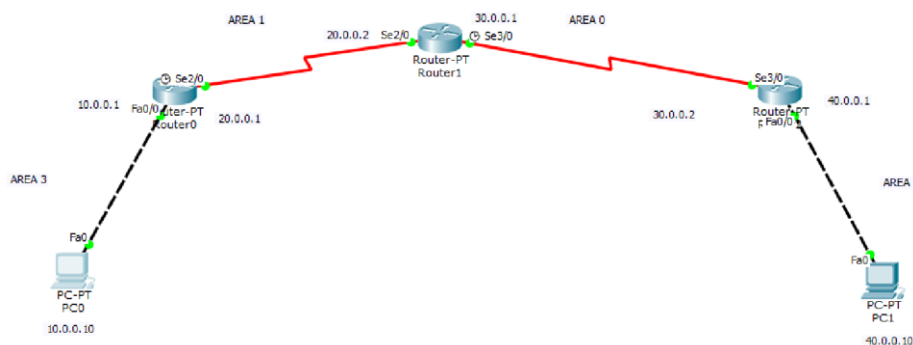 AREA 1
30.0.0.1
AREA 0
20.0.0.2
Se2/0
Se3/0
Router-PT
Router1
Se2/0
10.0.0.1
Fa0/0
20.0.0.1
Router0
Se3/0
40.0.0.1
30.0.0.2
Router-PT
Fa0/0
AREA 3
AREA
Fa0
PC-PT
PC0
10.0.0.10
Fa0
PC-PT
PC1
40.0.0.10